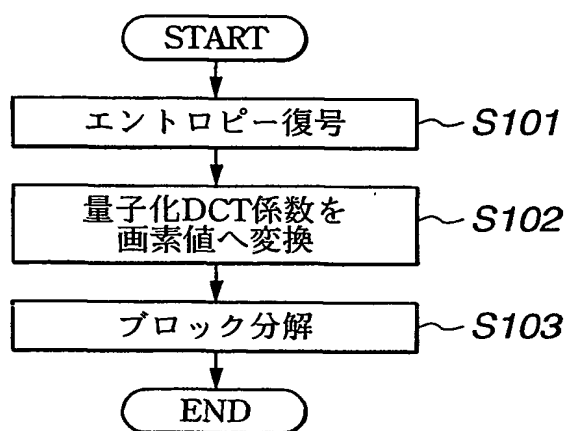 START
エントロピー復号
S101
量子化DCT係数を
画素値へ変換
S102
ブロック分解
S103
END